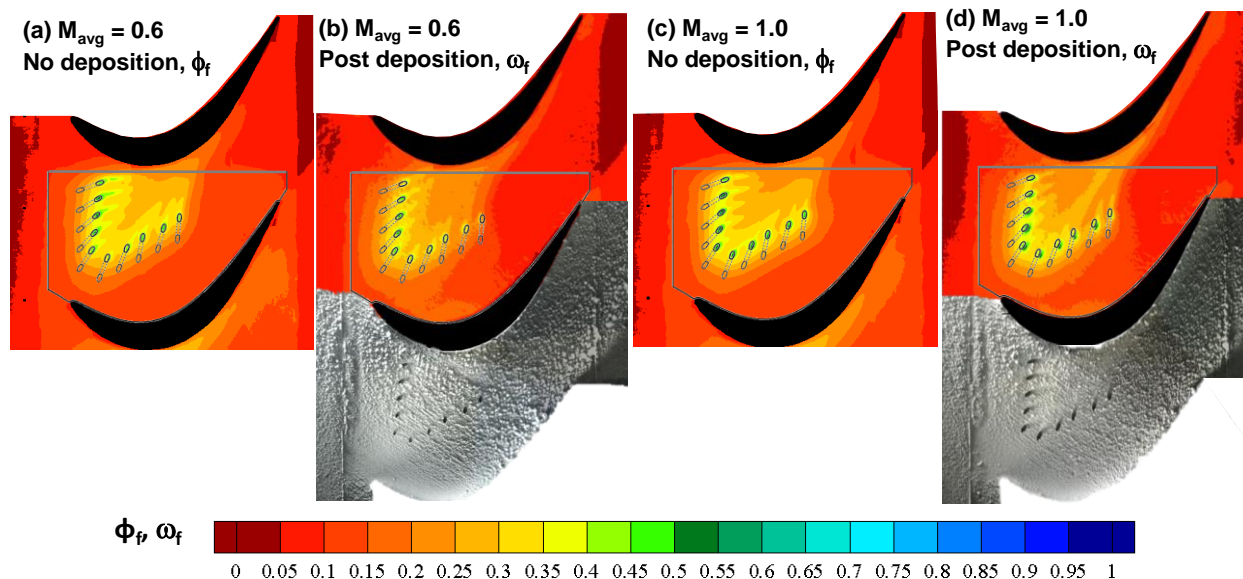 (a) Mavg = 0.6
No deposition, ϕf
(b) Mavg = 0.6
Post deposition, ωf
(c) Mavg = 1.0
No deposition, ϕf
(d) Mavg = 1.0
Post deposition, ωf
ϕf, ωf
0 0.05 0.1 0.15 0.2 0.25 0.3 0.35 0.4 0.45 0.5 0.55 0.6 0.65 0.7 0.75 0.8 0.85 0.9 0.95 1